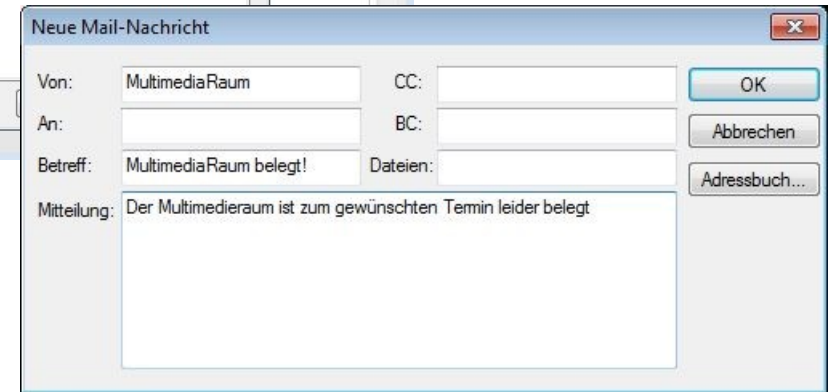 Neue Mail-Nachricht
Von: MultimediaRaum CC: OK
An: BC: Abbrechen
Betreff: MultimediaRaum belegt! Dateien: Adressbuch...
Mitteilung: Der Multimedieraum ist zum gewünschten Termin leider belegt